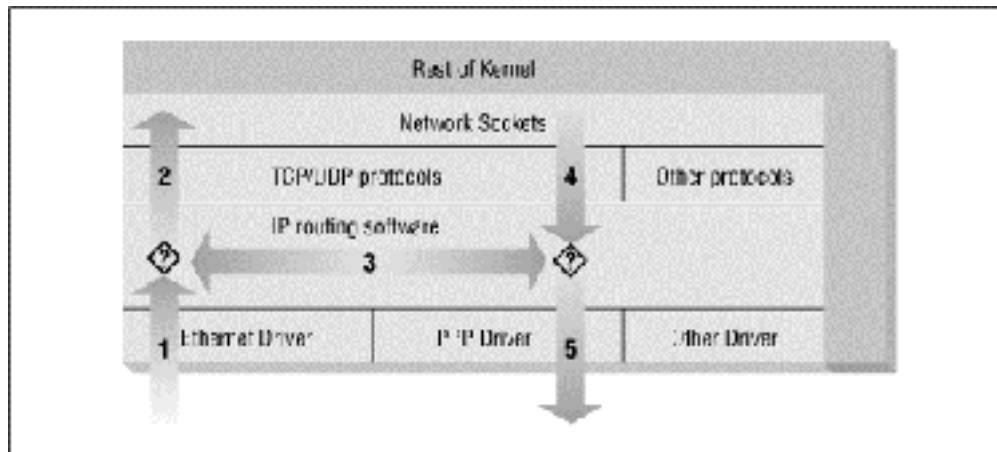 Rest of Kernel
Network Sockets
2
TCP/UDP protocols
4
Other protocols
IP routing software
?
3
?
1
Ethernet Driver
PPP Driver
5
Other Driver